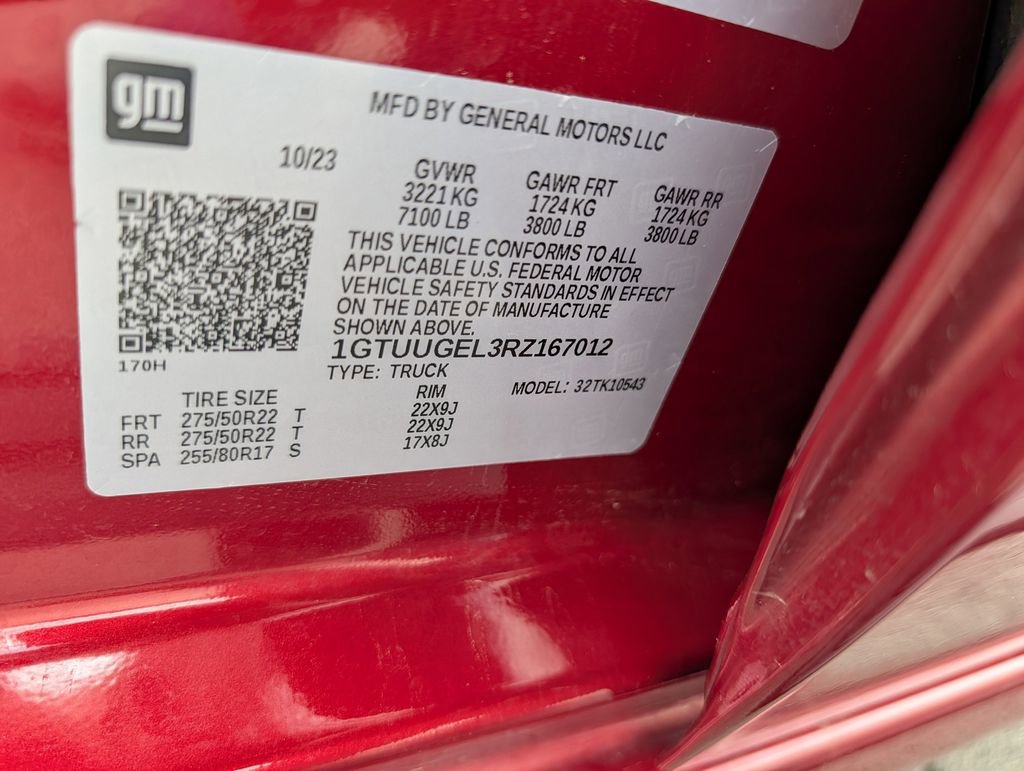 gm
MFD BY GENERAL MOTORS LLC
10/23
GVWR GAWR FRT GAWR RR
3221 KG 1724 KG 1724 KG
7100 LB 3800 LB 3800 LB
THIS VEHICLE CONFORMS TO ALL
APPLICABLE U.S. FEDERAL MOTOR
VEHICLE SAFETY STANDARDS IN EFFECT
ON THE DATE OF MANUFACTURE
SHOWN ABOVE.
170H
1GTUUGEL3RZ167012
TYPE: TRUCK
MODEL: 32TK10543
TIRE SIZE RIM
FRT 275/50R22 T 22X9J
RR 275/50R22 T 22X9J
SPA 255/80R17 S 17X8J